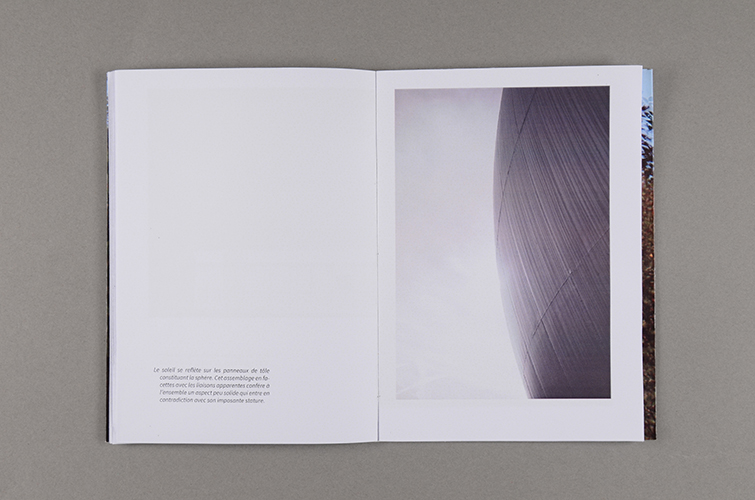 Le soleil se reflète sur les panneaux de tôle
constituant la sphère. Cet assemblage en fa-
cettes avec les liaisons apparentes confère à
l'ensemble un aspect peu solide qui entre en
contradiction avec son imposante stature.